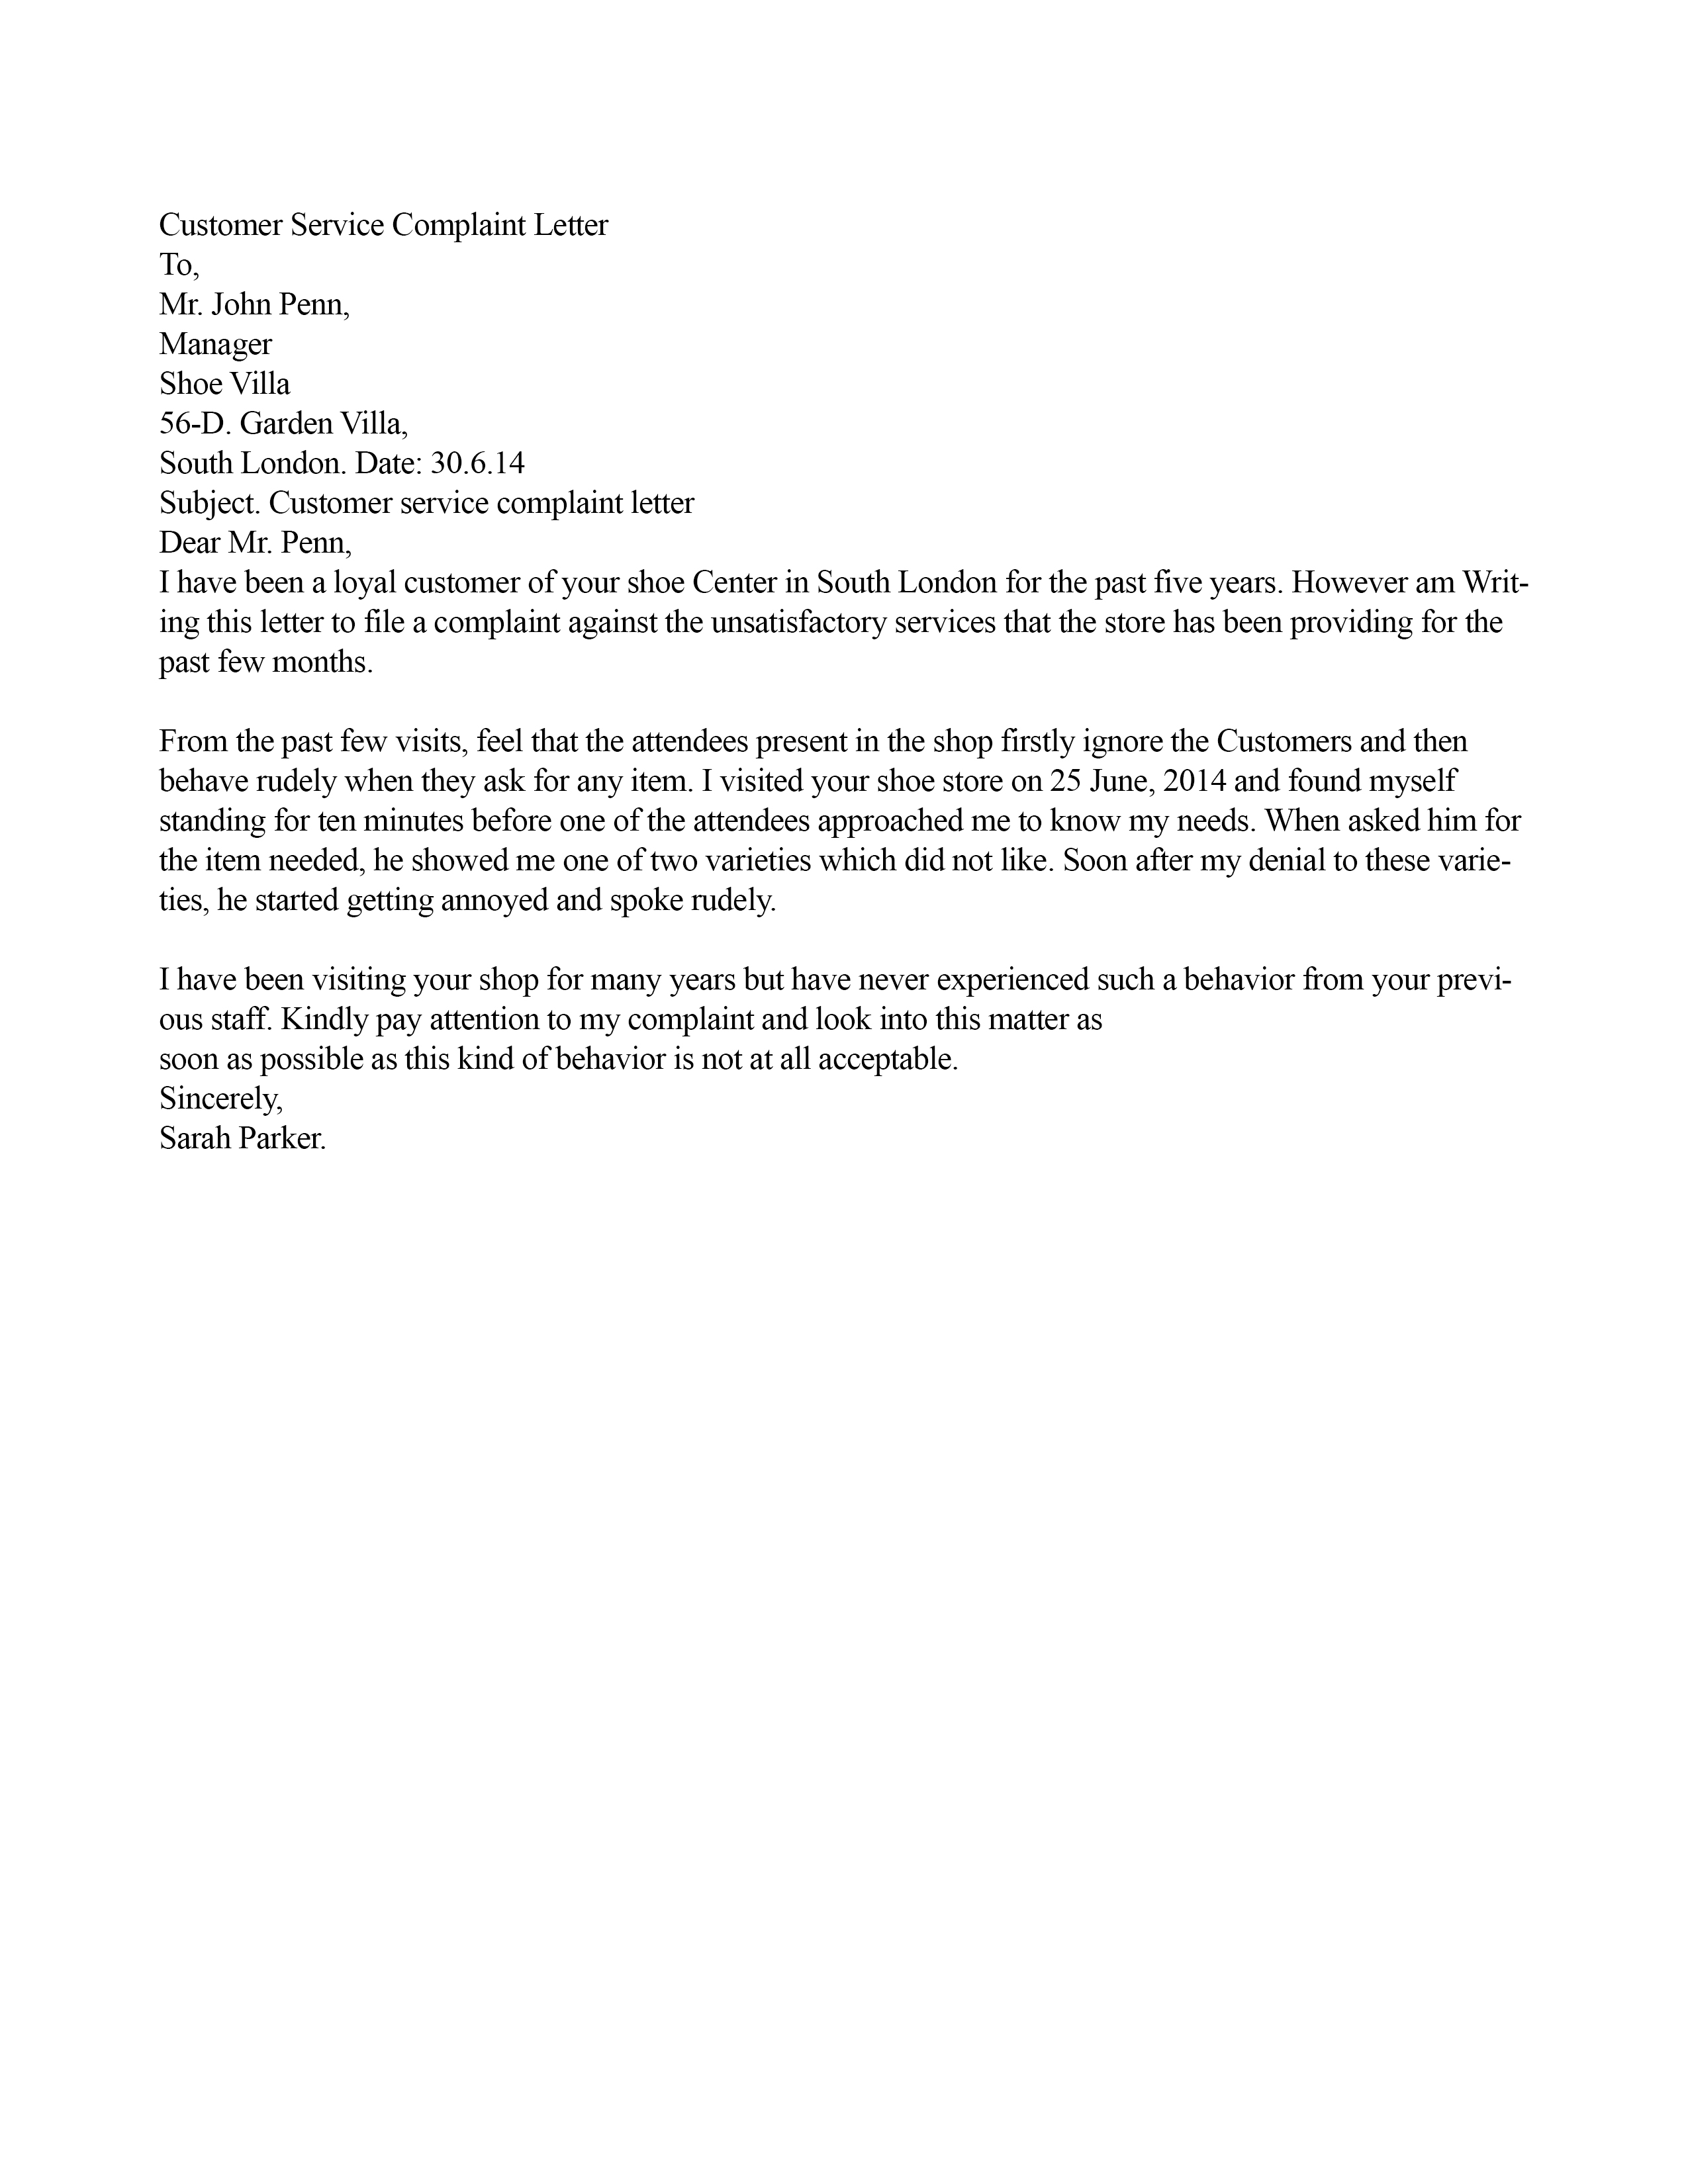 Customer Service Complaint Letter
To,
Mr. John Penn,
Manager
Shoe Villa
56-D. Garden Villa,
South London. Date: 30.6.14
Subject. Customer service complaint letter
Dear Mr. Penn,
I have been a loyal customer of your shoe Center in South London for the past five years. However am Writ-
ing this letter to file a complaint against the unsatisfactory services that the store has been providing for the
past few months.
From the past few visits, feel that the attendees present in the shop firstly ignore the Customers and then
behave rudely when they ask for any item. I visited your shoe store on 25 June, 2014 and found myself
standing for ten minutes before one of the attendees approached me to know my needs. When asked him for
the item needed, he showed me one of two varieties which did not like. Soon after my denial to these varie-
ties, he started getting annoyed and spoke rudely.
I have been visiting your shop for many years but have never experienced such a behavior from your previ-
ous staff. Kindly pay attention to my complaint and look into this matter as
soon as possible as this kind of behavior is not at all acceptable.
Sincerely,
Sarah Parker.